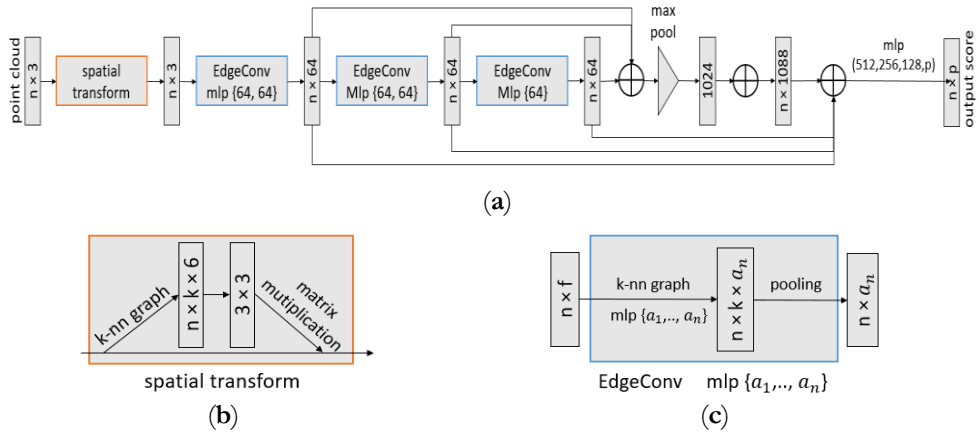 point cloud
n × 3
spatial
transform
n × 3
EdgeConv
mlp {64, 64}
n × 64
EdgeConv
Mlp {64, 64}
n × 64
EdgeConv
Mlp {64}
n × 64
max
pool
1024
n × 1088
mlp
(512,256,128,p)
n × p
output score
(a)
k-nn graph
n × k × 6
3 × 3
matrix
mutiplication
spatial transform
(b)
n × f
k-nn graph
mlp {a₁,.., aₙ}
n × k × aₙ
pooling
n × aₙ
EdgeConv mlp {a₁,.., aₙ}
(c)